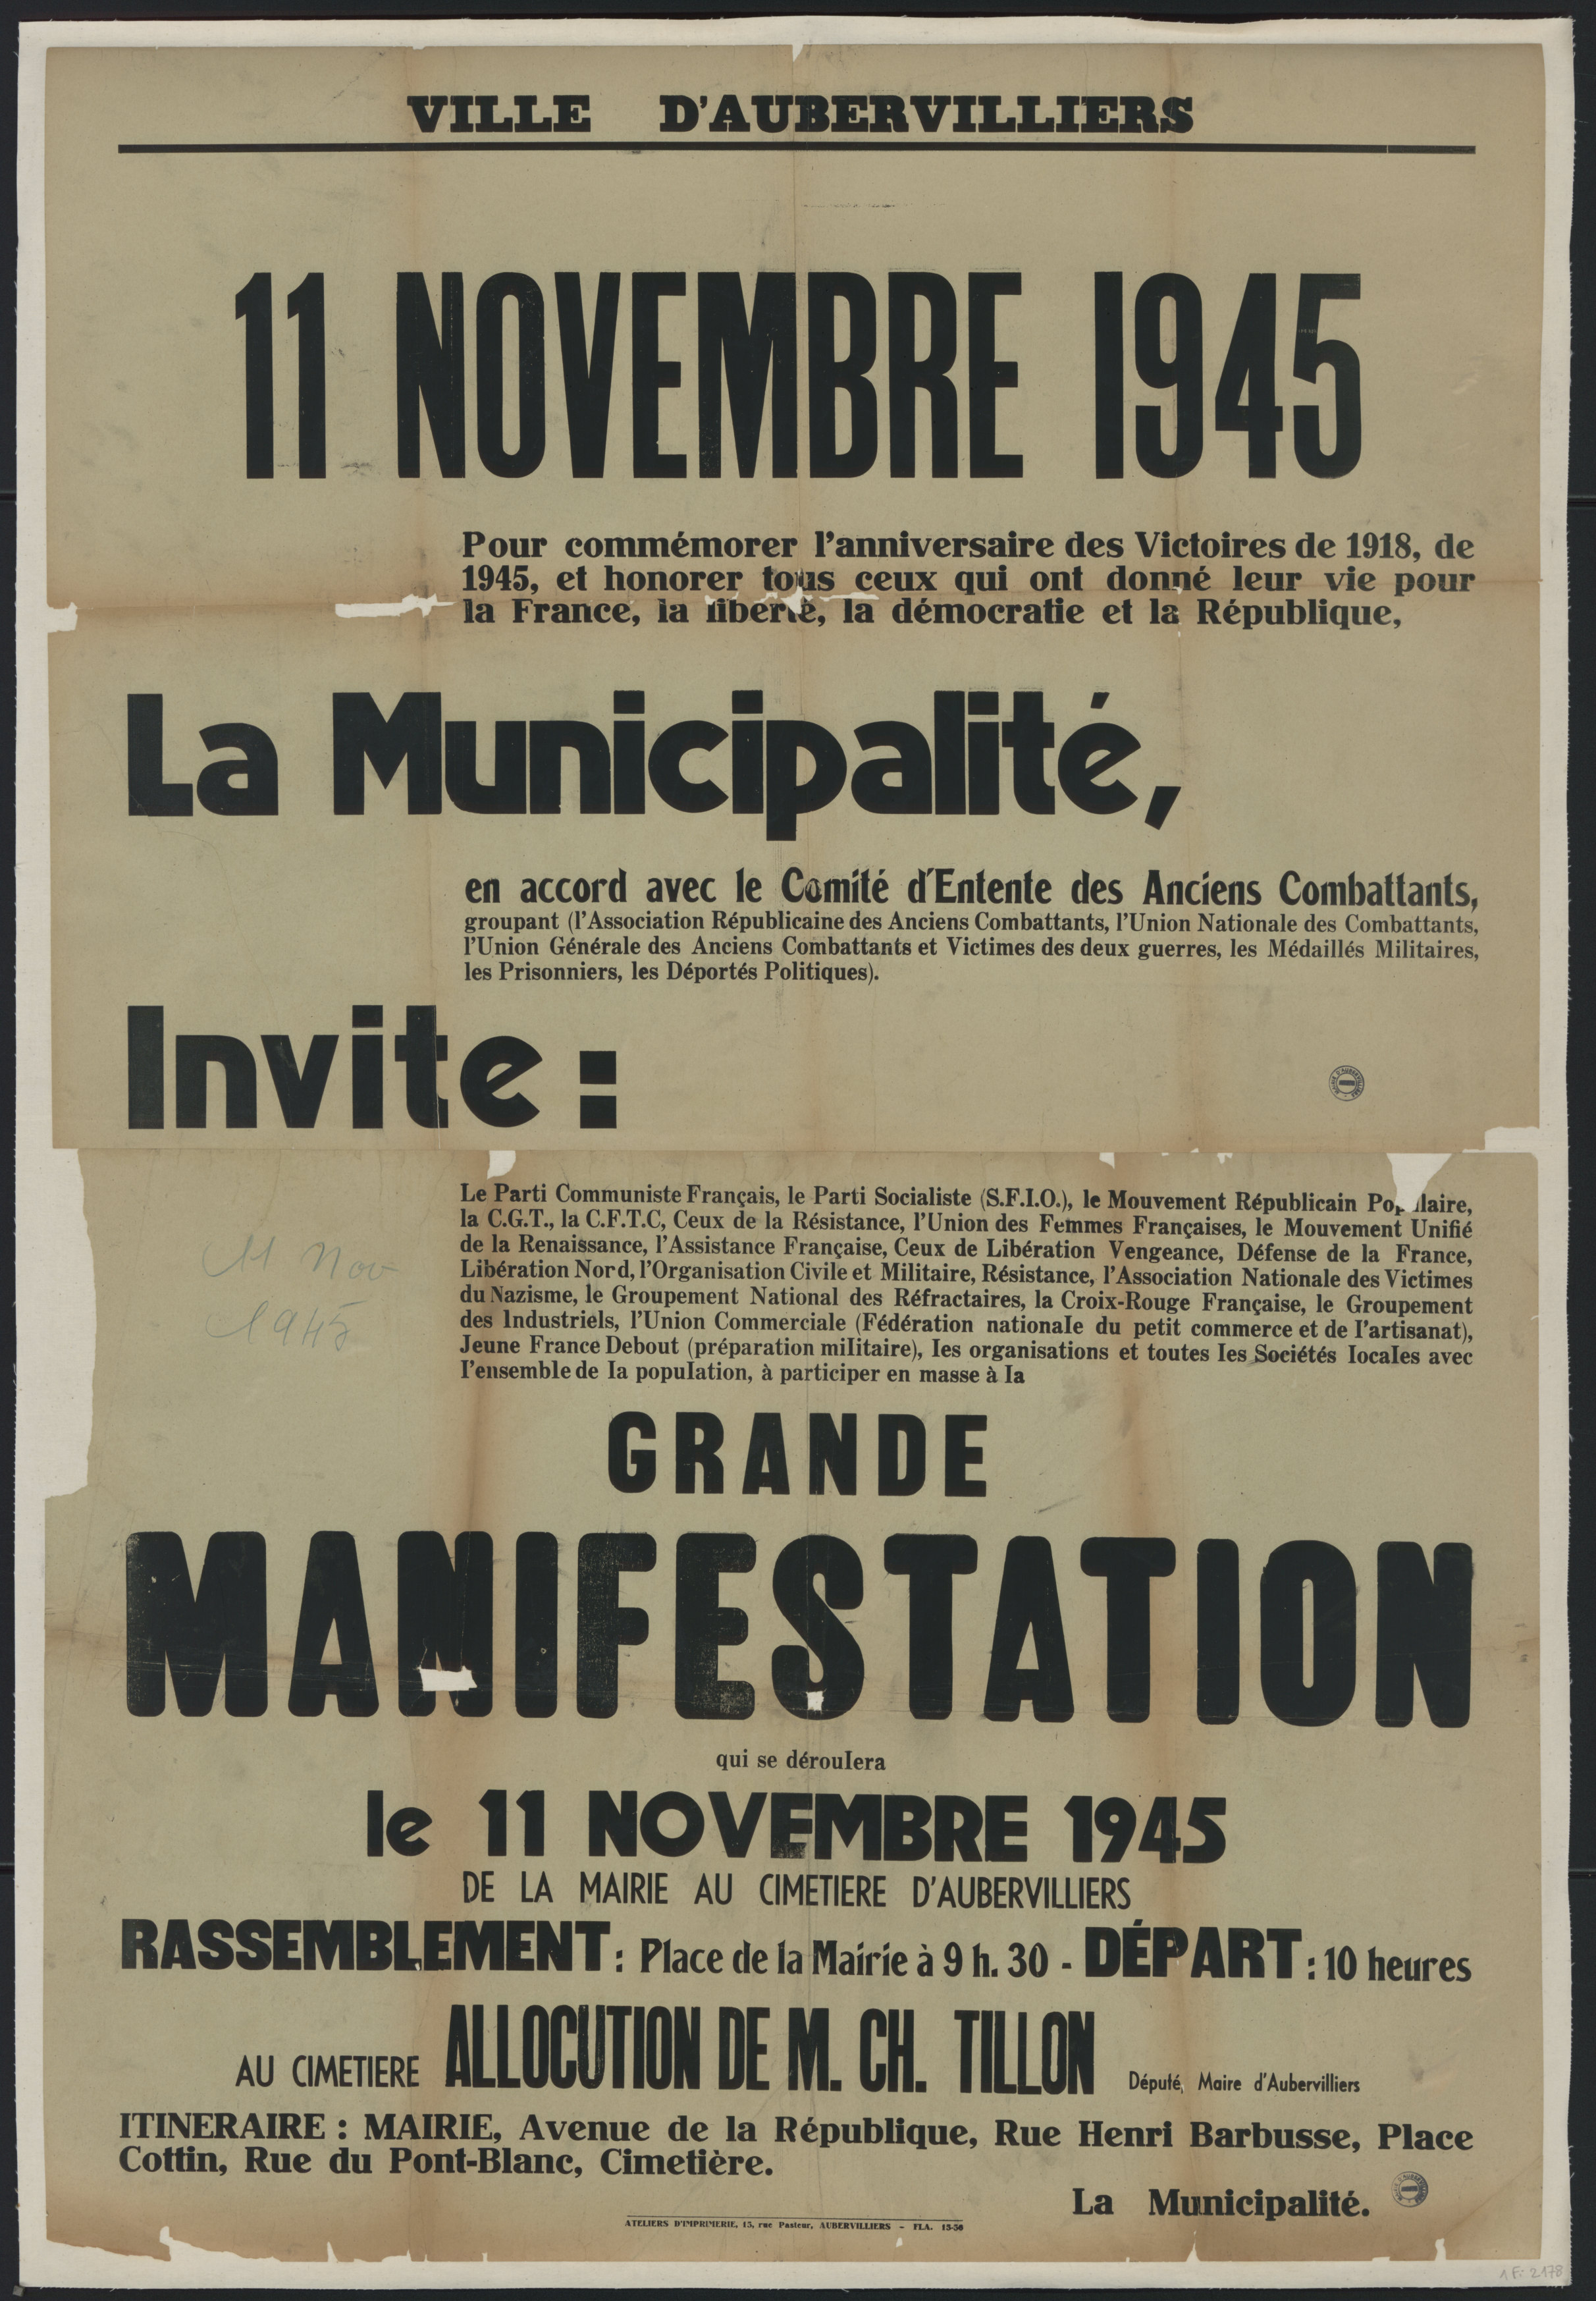 VILLE D'AUBERVILLIERS
11 NOVEMBRE 1945
Pour commémorer l'anniversaire des Victoires de 1918, de
1945, et honorer tous ceux qui ont donné leur vie pour
la France, la liberté, la démocratie et la République,
La Municipalité,
en accord avec le Comité d'Entente des Anciens Combattants,
groupant (l'Association Républicaine des Anciens Combattants, l'Union Nationale des Combattants,
l'Union Générale des Anciens Combattants et Victimes des deux guerres, les Médaillés Militaires,
les Prisonniers, les Déportés Politiques).
Invite :
Le Parti Communiste Français, le Parti Socialiste (S.F.I.O.), le Mouvement Républicain Populaire,
la C.G.T., la C.F.T.C, Ceux de la Résistance, l'Union des Femmes Françaises, le Mouvement Unifié
de la Renaissance, l'Assistance Française, Ceux de Libération Vengeance, Défense de la France,
Libération Nord, l'Organisation Civile et Militaire, Résistance, l'Association Nationale des Victimes
du Nazisme, le Groupement National des Réfractaires, la Croix-Rouge Française, le Groupement
des Industriels, l'Union Commerciale (Fédération nationale du petit commerce et de l'artisanat),
Jeune France Debout (préparation militaire), les organisations et toutes les Sociétés locales avec
l'ensemble de la population, à participer en masse à la
11 Nov
1945
GRANDE
MANIFESTATION
qui se déroulera
le 11 NOVEMBRE 1945
DE LA MAIRIE AU CIMETIERE D'AUBERVILLIERS
RASSEMBLEMENT : Place de la Mairie à 9 h. 30 - DÉPART : 10 heures
AU CIMETIERE ALLOCUTION DE M. CH. TILLON Député, Maire d'Aubervilliers
ITINERAIRE : MAIRIE, Avenue de la République, Rue Henri Barbusse, Place
Cottin, Rue du Pont-Blanc, Cimetière.
La Municipalité.
ATELIERS D'IMPRIMERIE, 15, rue Pasteur, AUBERVILLIERS - FLA. 15-50
1 Fi 2178